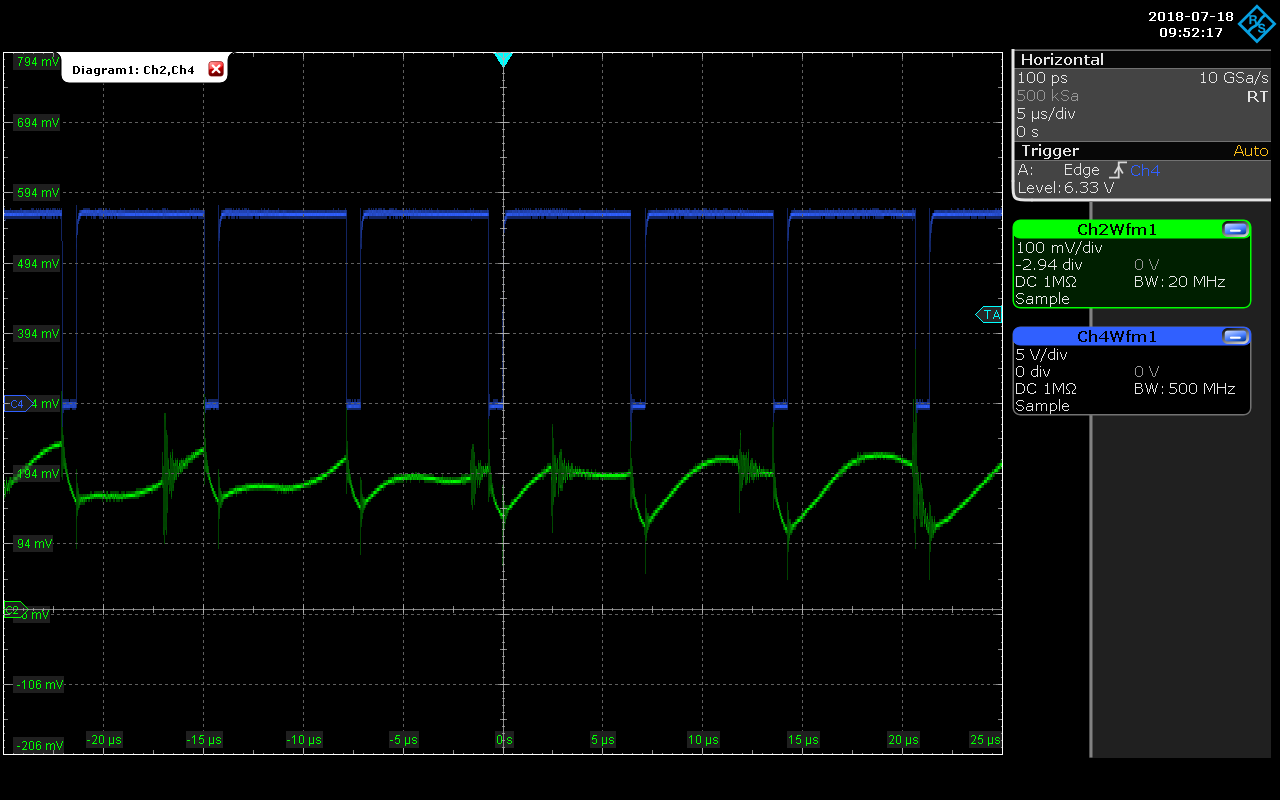 2018-07-18
09:52:17
R
S
Diagram1: Ch2,Ch4
794 mV
694 mV
594 mV
494 mV
394 mV
C4
4 mV
194 mV
94 mV
C2
mV
-106 mV
-206 mV
-20 µs
-15 µs
-10 µs
-5 µs
0 s
5 µs
10 µs
15 µs
20 µs
25 µs
TA
Horizontal
100 ps 10 GSa/s
500 kSa RT
5 µs/div
0 s
Trigger Auto
A: Edge Ch4
Level: 6.33 V
Ch2Wfm1
100 mV/div
-2.94 div 0 V
DC 1MΩ BW: 20 MHz
Sample
Ch4Wfm1
5 V/div
0 div 0 V
DC 1MΩ BW: 500 MHz
Sample